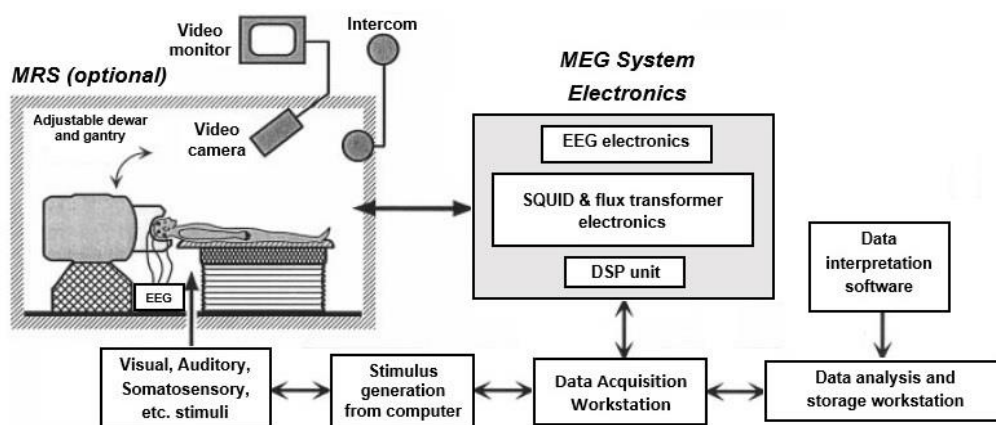 Video
monitor
Intercom
MRS (optional)
Adjustable dewar
and gantry
Video
camera
EEG
MEG System
Electronics
EEG electronics
SQUID & flux transformer
electronics
DSP unit
Data
interpretation
software
Visual, Auditory,
Somatosensory,
etc. stimuli
Stimulus
generation
from computer
Data Acquisition
Workstation
Data analysis and
storage workstation